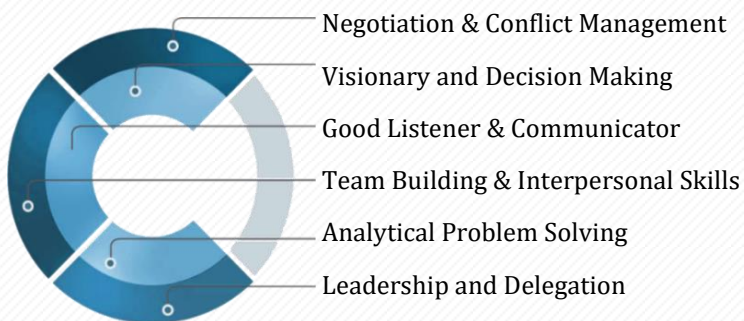 Negotiation & Conflict Management
Visionary and Decision Making
Good Listener & Communicator
Team Building & Interpersonal Skills
Analytical Problem Solving
Leadership and Delegation